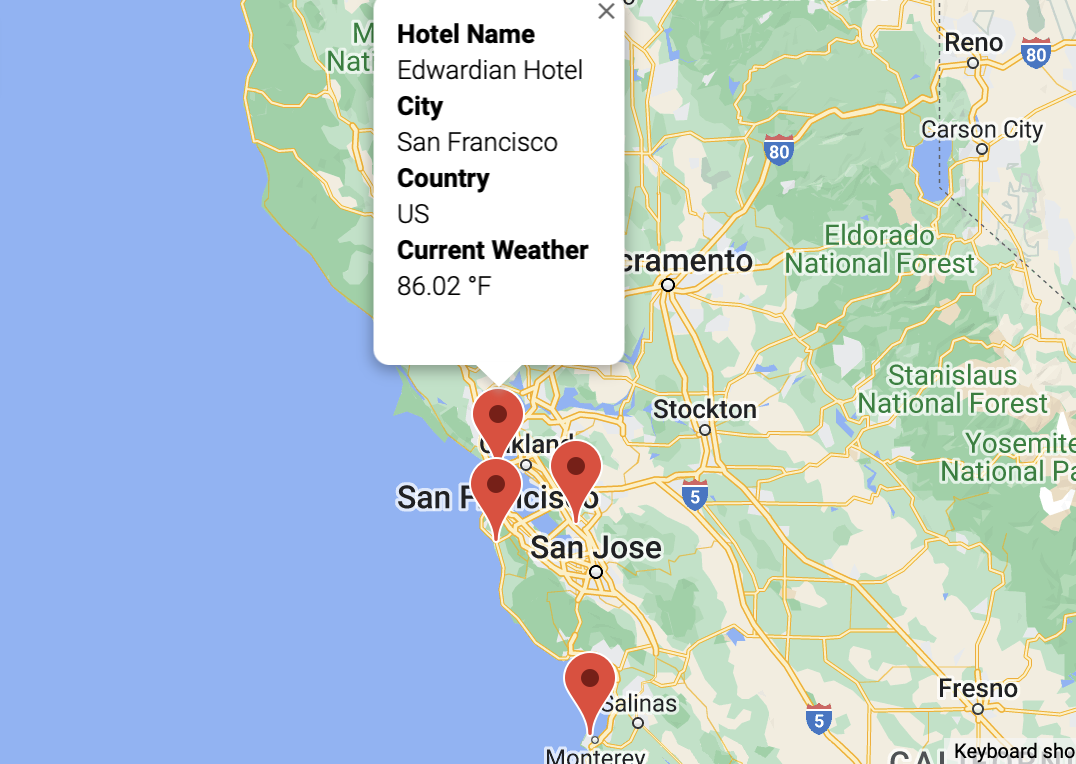 Hotel Name
Edwardian Hotel
City
San Francisco
Country
US
Current Weather
86.02 °F
Reno
80
Carson City
80
Eldorado
National Forest
cramento
Stanislaus
National Forest
Stockton
Yosemite
National Pa
Oakland
5
San Francisco
San Jose
Salinas
Fresno
5
Monterey
Keyboard sho